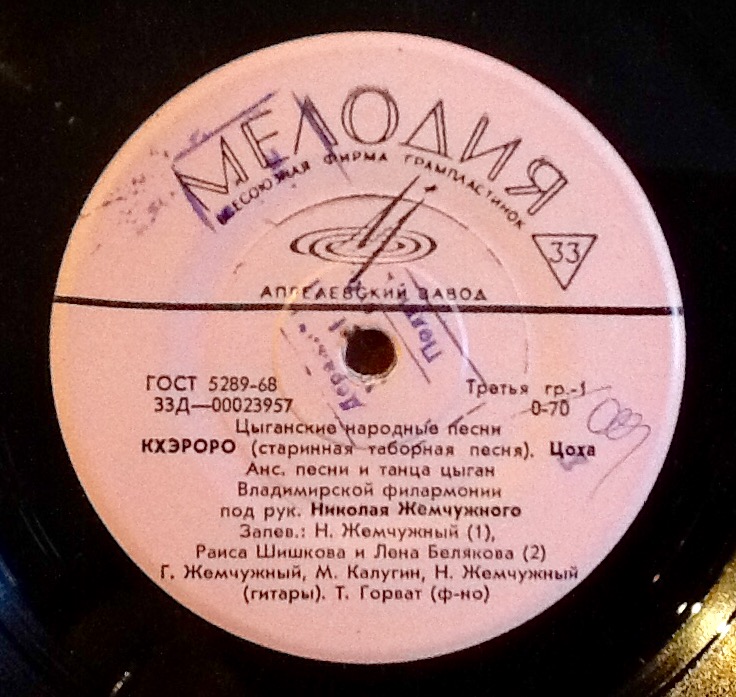 МЕЛОДИЯ
ВСЕСОЮЗНАЯ ФИРМА ГРАМПЛАСТИНОК
33
АПРЕЛЕВСКИЙ ЗАВОД
ГОСТ 5289-68 Третья гр.-1
33Д—00023957 0-70
Цыганские народные песни
КХЭРОРО (старинная таборная песня). Цоха
Анс. песни и танца цыган
Владимирской филармонии
под рук. Николая Жемчужного
Запев.: Н. Жемчужный (1),
Раиса Шишкова и Лена Белякова (2)
Г. Жемчужный, М. Калугин, Н. Жемчужный
(гитары). Т. Горват (ф-но)